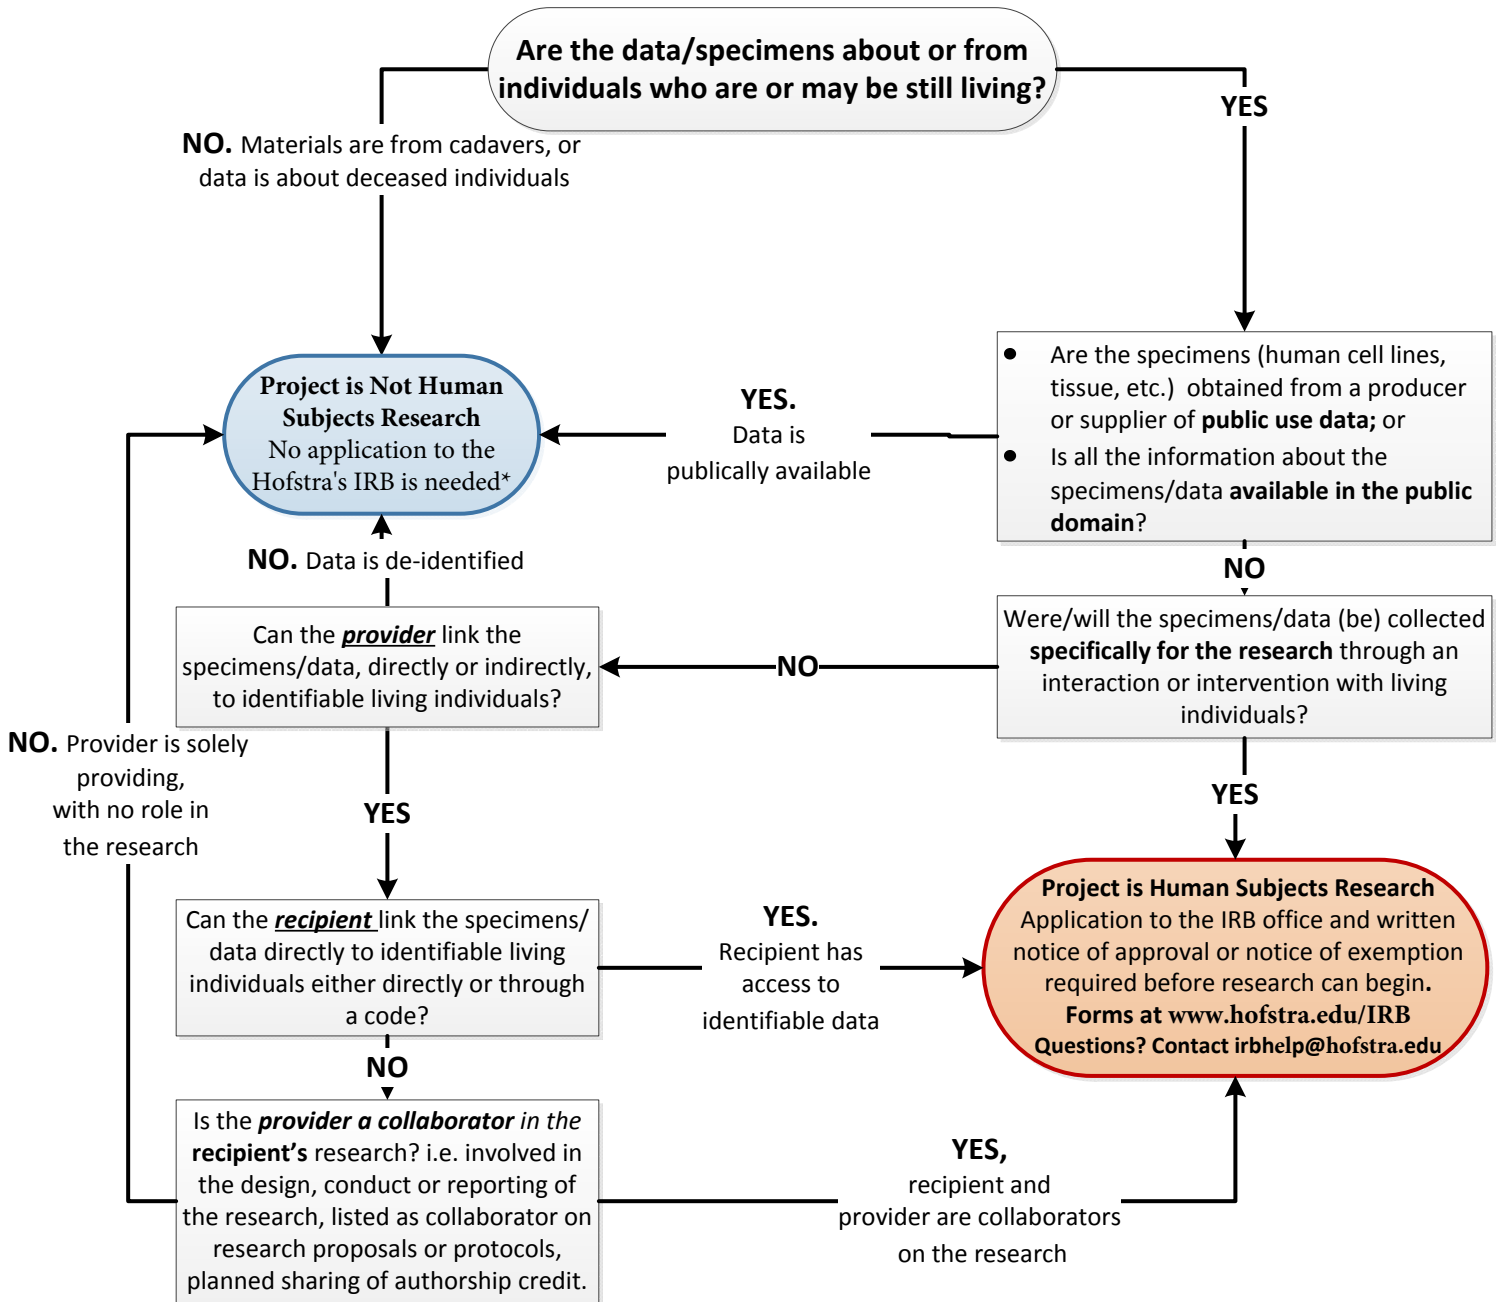 Are the data/specimens about or from
individuals who are or may be still living?
YES
NO. Materials are from cadavers, or
data is about deceased individuals
Project is Not Human
Subjects Research
No application to the
Hofstra's IRB is needed*
YES.
Data is
publically available
• Are the specimens (human cell lines,
tissue, etc.) obtained from a producer
or supplier of public use data; or
• Is all the information about the
specimens/data available in the public
domain?
NO. Data is de-identified
NO
Can the provider link the
specimens/data, directly or indirectly,
to identifiable living individuals?
NO
Were/will the specimens/data (be) collected
specifically for the research through an
interaction or intervention with living
individuals?
NO. Provider is solely
providing,
with no role in
the research
YES
YES
Can the recipient link the specimens/
data directly to identifiable living
individuals either directly or through
a code?
YES.
Recipient has
access to
identifiable data
Project is Human Subjects Research
Application to the IRB office and written
notice of approval or notice of exemption
required before research can begin.
Forms at www.hofstra.edu/IRB
Questions? Contact irbhelp@hofstra.edu
NO
Is the provider a collaborator in the
recipient's research? i.e. involved in
the design, conduct or reporting of
the research, listed as collaborator on
research proposals or protocols,
planned sharing of authorship credit.
YES,
recipient and
provider are collaborators
on the research